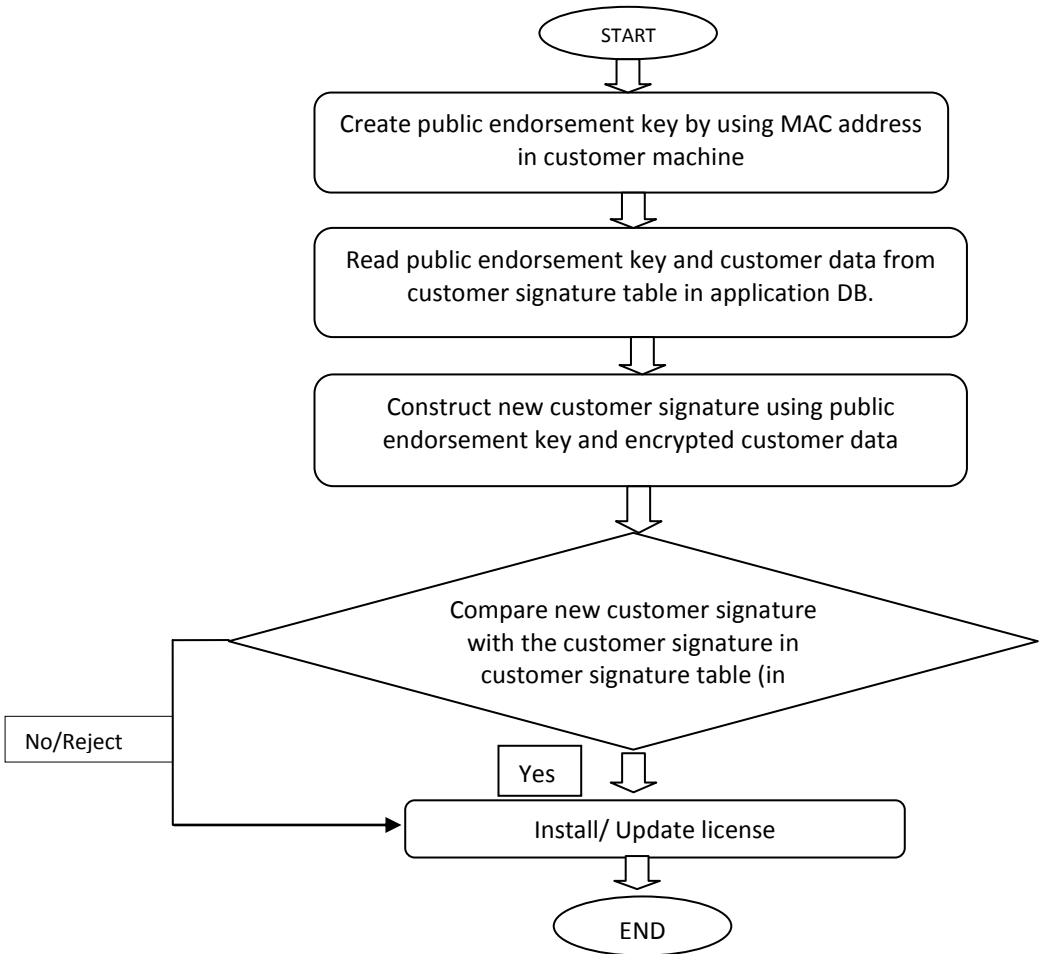 START
Create public endorsement key by using MAC address
in customer machine
Read public endorsement key and customer data from
customer signature table in application DB.
Construct new customer signature using public
endorsement key and encrypted customer data
Compare new customer signature
with the customer signature in
customer signature table (in
No/Reject
Yes
Install/ Update license
END